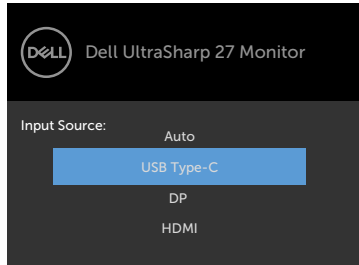 DELL
Dell UltraSharp 27 Monitor
Input Source:
Auto
USB Type-C
DP
HDMI